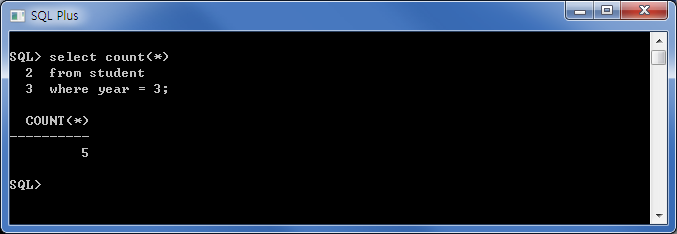 SQL Plus
SQL> select count(*)
  2  from student
  3  where year = 3;
  COUNT(*)
----------
         5
SQL>